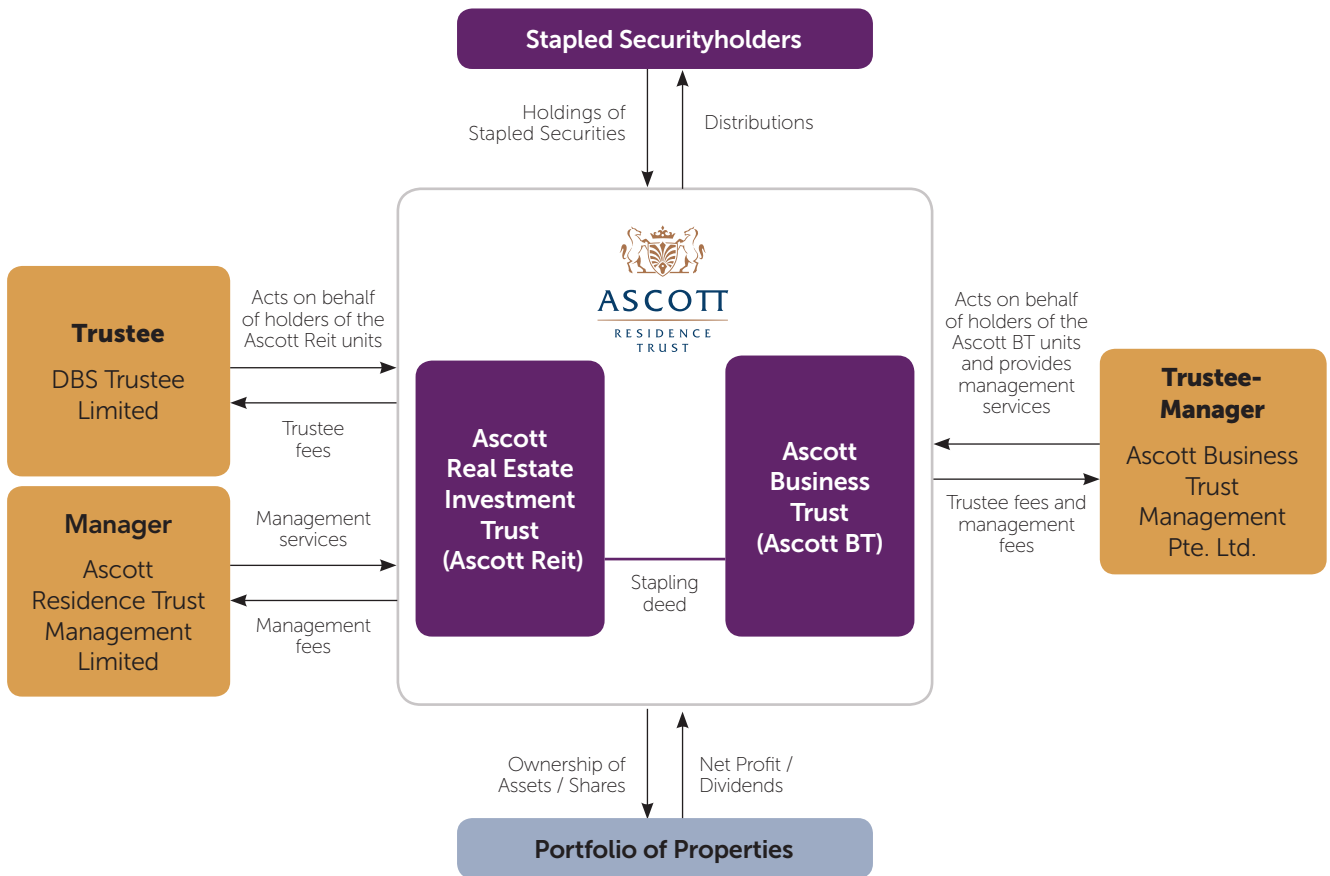 Stapled Securityholders
Holdings of
Stapled Securities
Distributions
ASCOTT
RESIDENCE
TRUST
Trustee
DBS Trustee
Limited
Acts on behalf
of holders of the
Ascott Reit units
Trustee
fees
Manager
Ascott
Residence Trust
Management
Limited
Management
services
Management
fees
Ascott
Real Estate
Investment
Trust
(Ascott Reit)
Stapling
deed
Ascott
Business
Trust
(Ascott BT)
Acts on behalf
of holders of the
Ascott BT units
and provides
management
services
Trustee fees and
management
fees
Trustee-
Manager
Ascott Business
Trust
Management
Pte. Ltd.
Ownership of
Assets / Shares
Net Profit /
Dividends
Portfolio of Properties